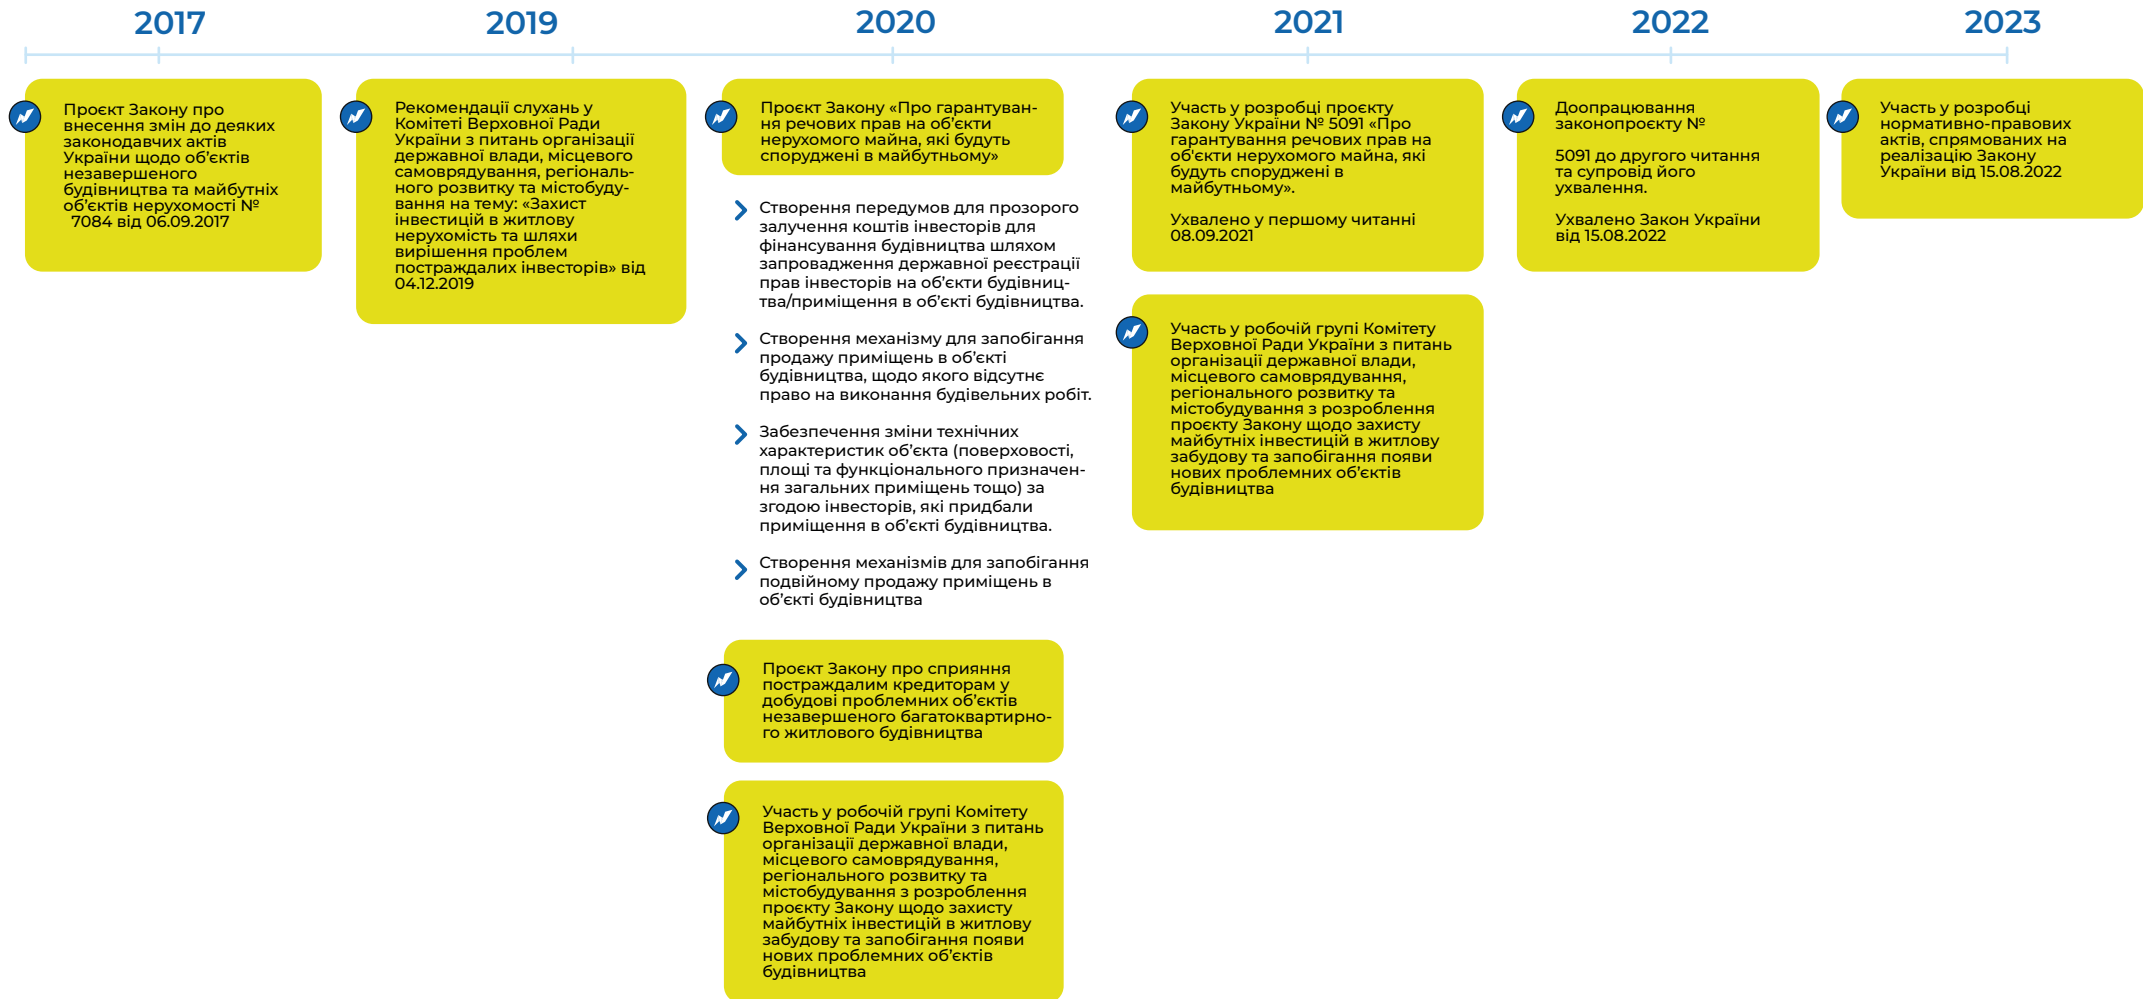 2017
2019
2020
2021
2022
2023
Проєкт Закону про
внесення змін до деяких
законодавчих актів
України щодо об’єктів
незавершеного
будівництва та майбутніх
об’єктів нерухомості №
7084 від 06.09.2017
Рекомендації слухань у
Комітеті Верховної Ради
України з питань організації
державної влади, місцевого
самоврядування, регіональ-
ного розвитку та містобуду-
вання на тему: «Захист
інвестицій в житлову
нерухомість та шляхи
вирішення проблем
постраждалих інвесторів» від
04.12.2019
Проєкт Закону «Про гарантуван-
ня речових прав на об’єкти
нерухомого майна, які будуть
споруджені в майбутньому»
Створення передумов для прозорого
залучення коштів інвесторів для
фінансування будівництва шляхом
запровадження державної реєстрації
прав інвесторів на об’єкти будівниц-
тва/приміщення в об’єкті будівництва.
Створення механізму для запобігання
продажу приміщень в об’єкті
будівництва, щодо якого відсутнє
право на виконання будівельних робіт.
Забезпечення зміни технічних
характеристик об’єкта (поверховості,
площі та функціонального призначен-
ня загальних приміщень тощо) за
згодою інвесторів, які придбали
приміщення в об’єкті будівництва.
Створення механізмів для запобігання
подвійному продажу приміщень в
об’єкті будівництва
Проєкт Закону про сприяння
постраждалим кредиторам у
добудові проблемних об’єктів
незавершеного багатоквартирно-
го житлового будівництва
Участь у робочій групі Комітету
Верховної Ради України з питань
організації державної влади,
місцевого самоврядування,
регіонального розвитку та
містобудування з розроблення
проєкту Закону щодо захисту
майбутніх інвестицій в житлову
забудову та запобігання появи
нових проблемних об’єктів
будівництва
Участь у розробці проєкту
Закону України № 5091 «Про
гарантування речових прав на
об'єкти нерухомого майна, які
будуть споруджені в
майбутньому».
Ухвалено у першому читанні
08.09.2021
Участь у робочій групі Комітету
Верховної Ради України з питань
організації державної влади,
місцевого самоврядування,
регіонального розвитку та
містобудування з розроблення
проєкту Закону щодо захисту
майбутніх інвестицій в житлову
забудову та запобігання появи
нових проблемних об’єктів
будівництва
Доопрацювання
законопроєкту №
5091 до другого читання
та супровід його
ухвалення.
Ухвалено Закон України
від 15.08.2022
Участь у розробці
нормативно-правових
актів, спрямованих на
реалізацію Закону
України від 15.08.2022